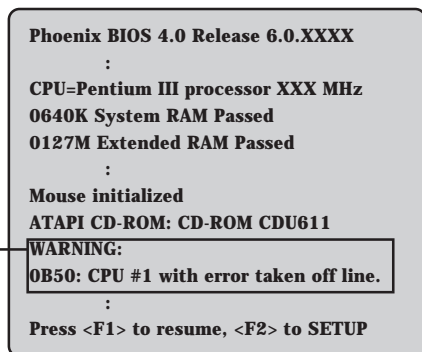 Phoenix BIOS 4.0 Release 6.0.XXXX
:
CPU=Pentium III processor XXX MHz
0640K System RAM Passed
0127M Extended RAM Passed
:
Mouse initialized
ATAPI CD-ROM: CD-ROM CDU611
WARNING:
0B50: CPU #1 with error taken off line.
:
Press <F1> to resume, <F2> to SETUP